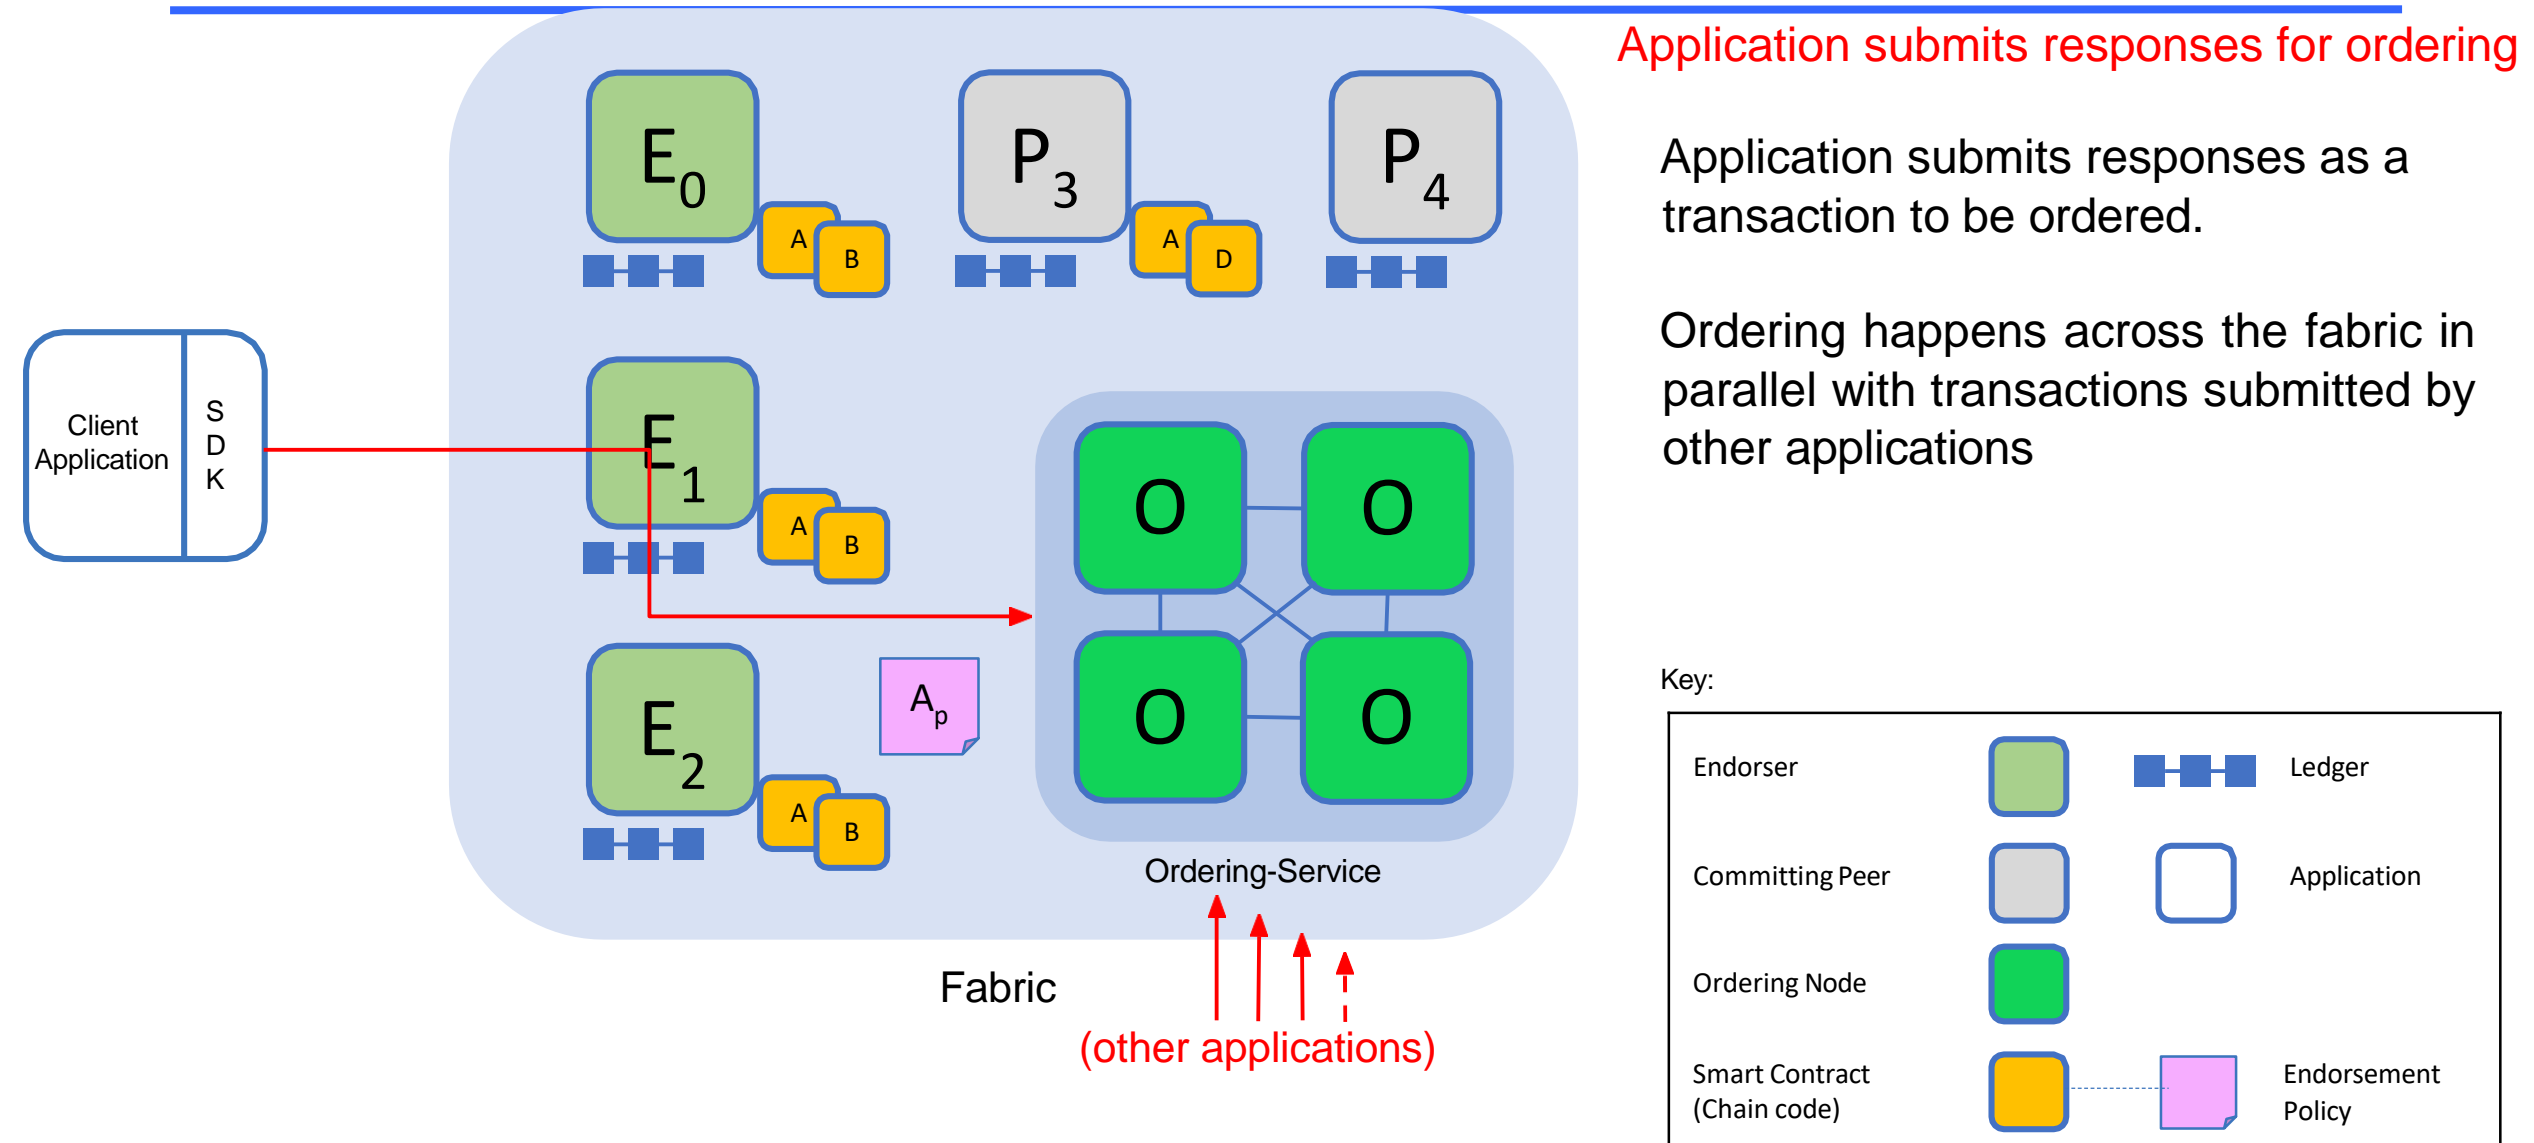 Application submits responses for ordering
Application submits responses as a
transaction to be ordered.
Ordering happens across the fabric in
parallel with transactions submitted by
other applications
E0
A
B
P3
A
D
P4
Client
Application
S
D
K
E1
A
B
O
O
O
O
E2
A
B
Ap
Ordering-Service
Fabric
(other applications)
Key:
Endorser
Ledger
Committing Peer
Application
Ordering Node
Smart Contract
(Chain code)
Endorsement
Policy